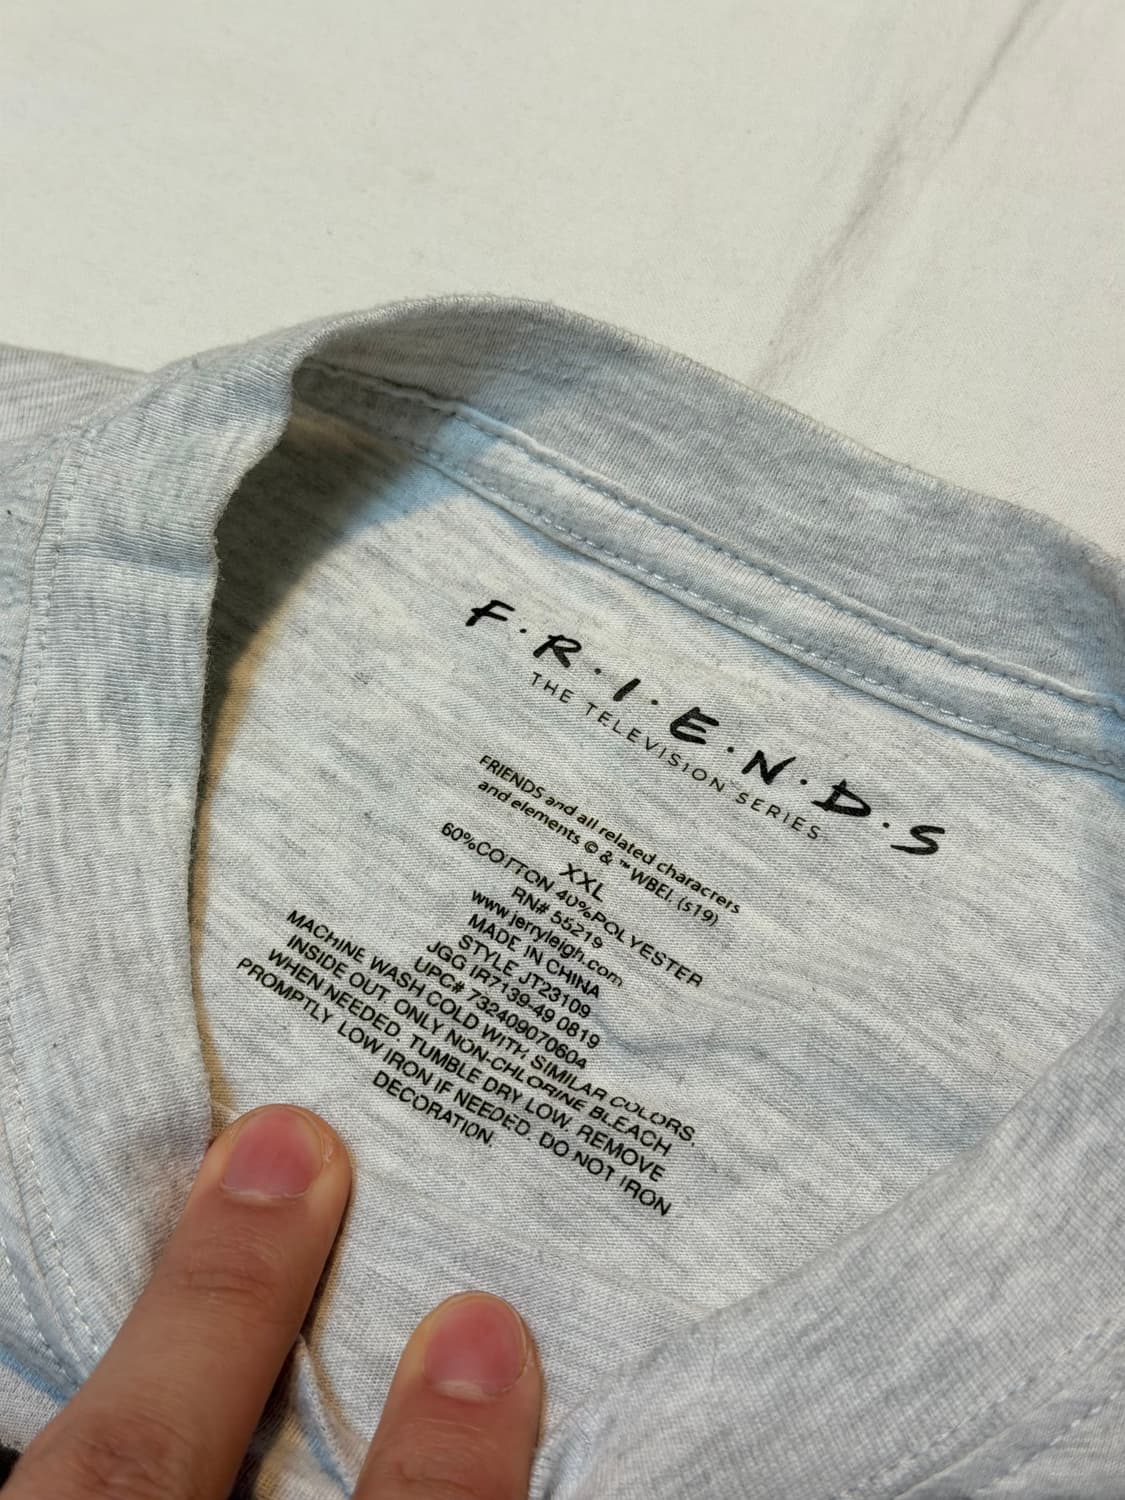 F·R·I·E·N·D·S
THE TELEVISION SERIES
FRIENDS and all related characters
and elements © & ™ WBEI. (s19)
XXL
60%COTTON 40%POLYESTER
RN# 55219
www.jerryleigh.com
MADE IN CHINA
STYLE JT23109
JGG IR7139-49 0819
UPC# 732409070604
MACHINE WASH COLD WITH SIMILAR COLORS.
INSIDE OUT. ONLY NON-CHLORINE BLEACH
WHEN NEEDED. TUMBLE DRY LOW. REMOVE
PROMPTLY. LOW IRON IF NEEDED. DO NOT IRON
DECORATION.